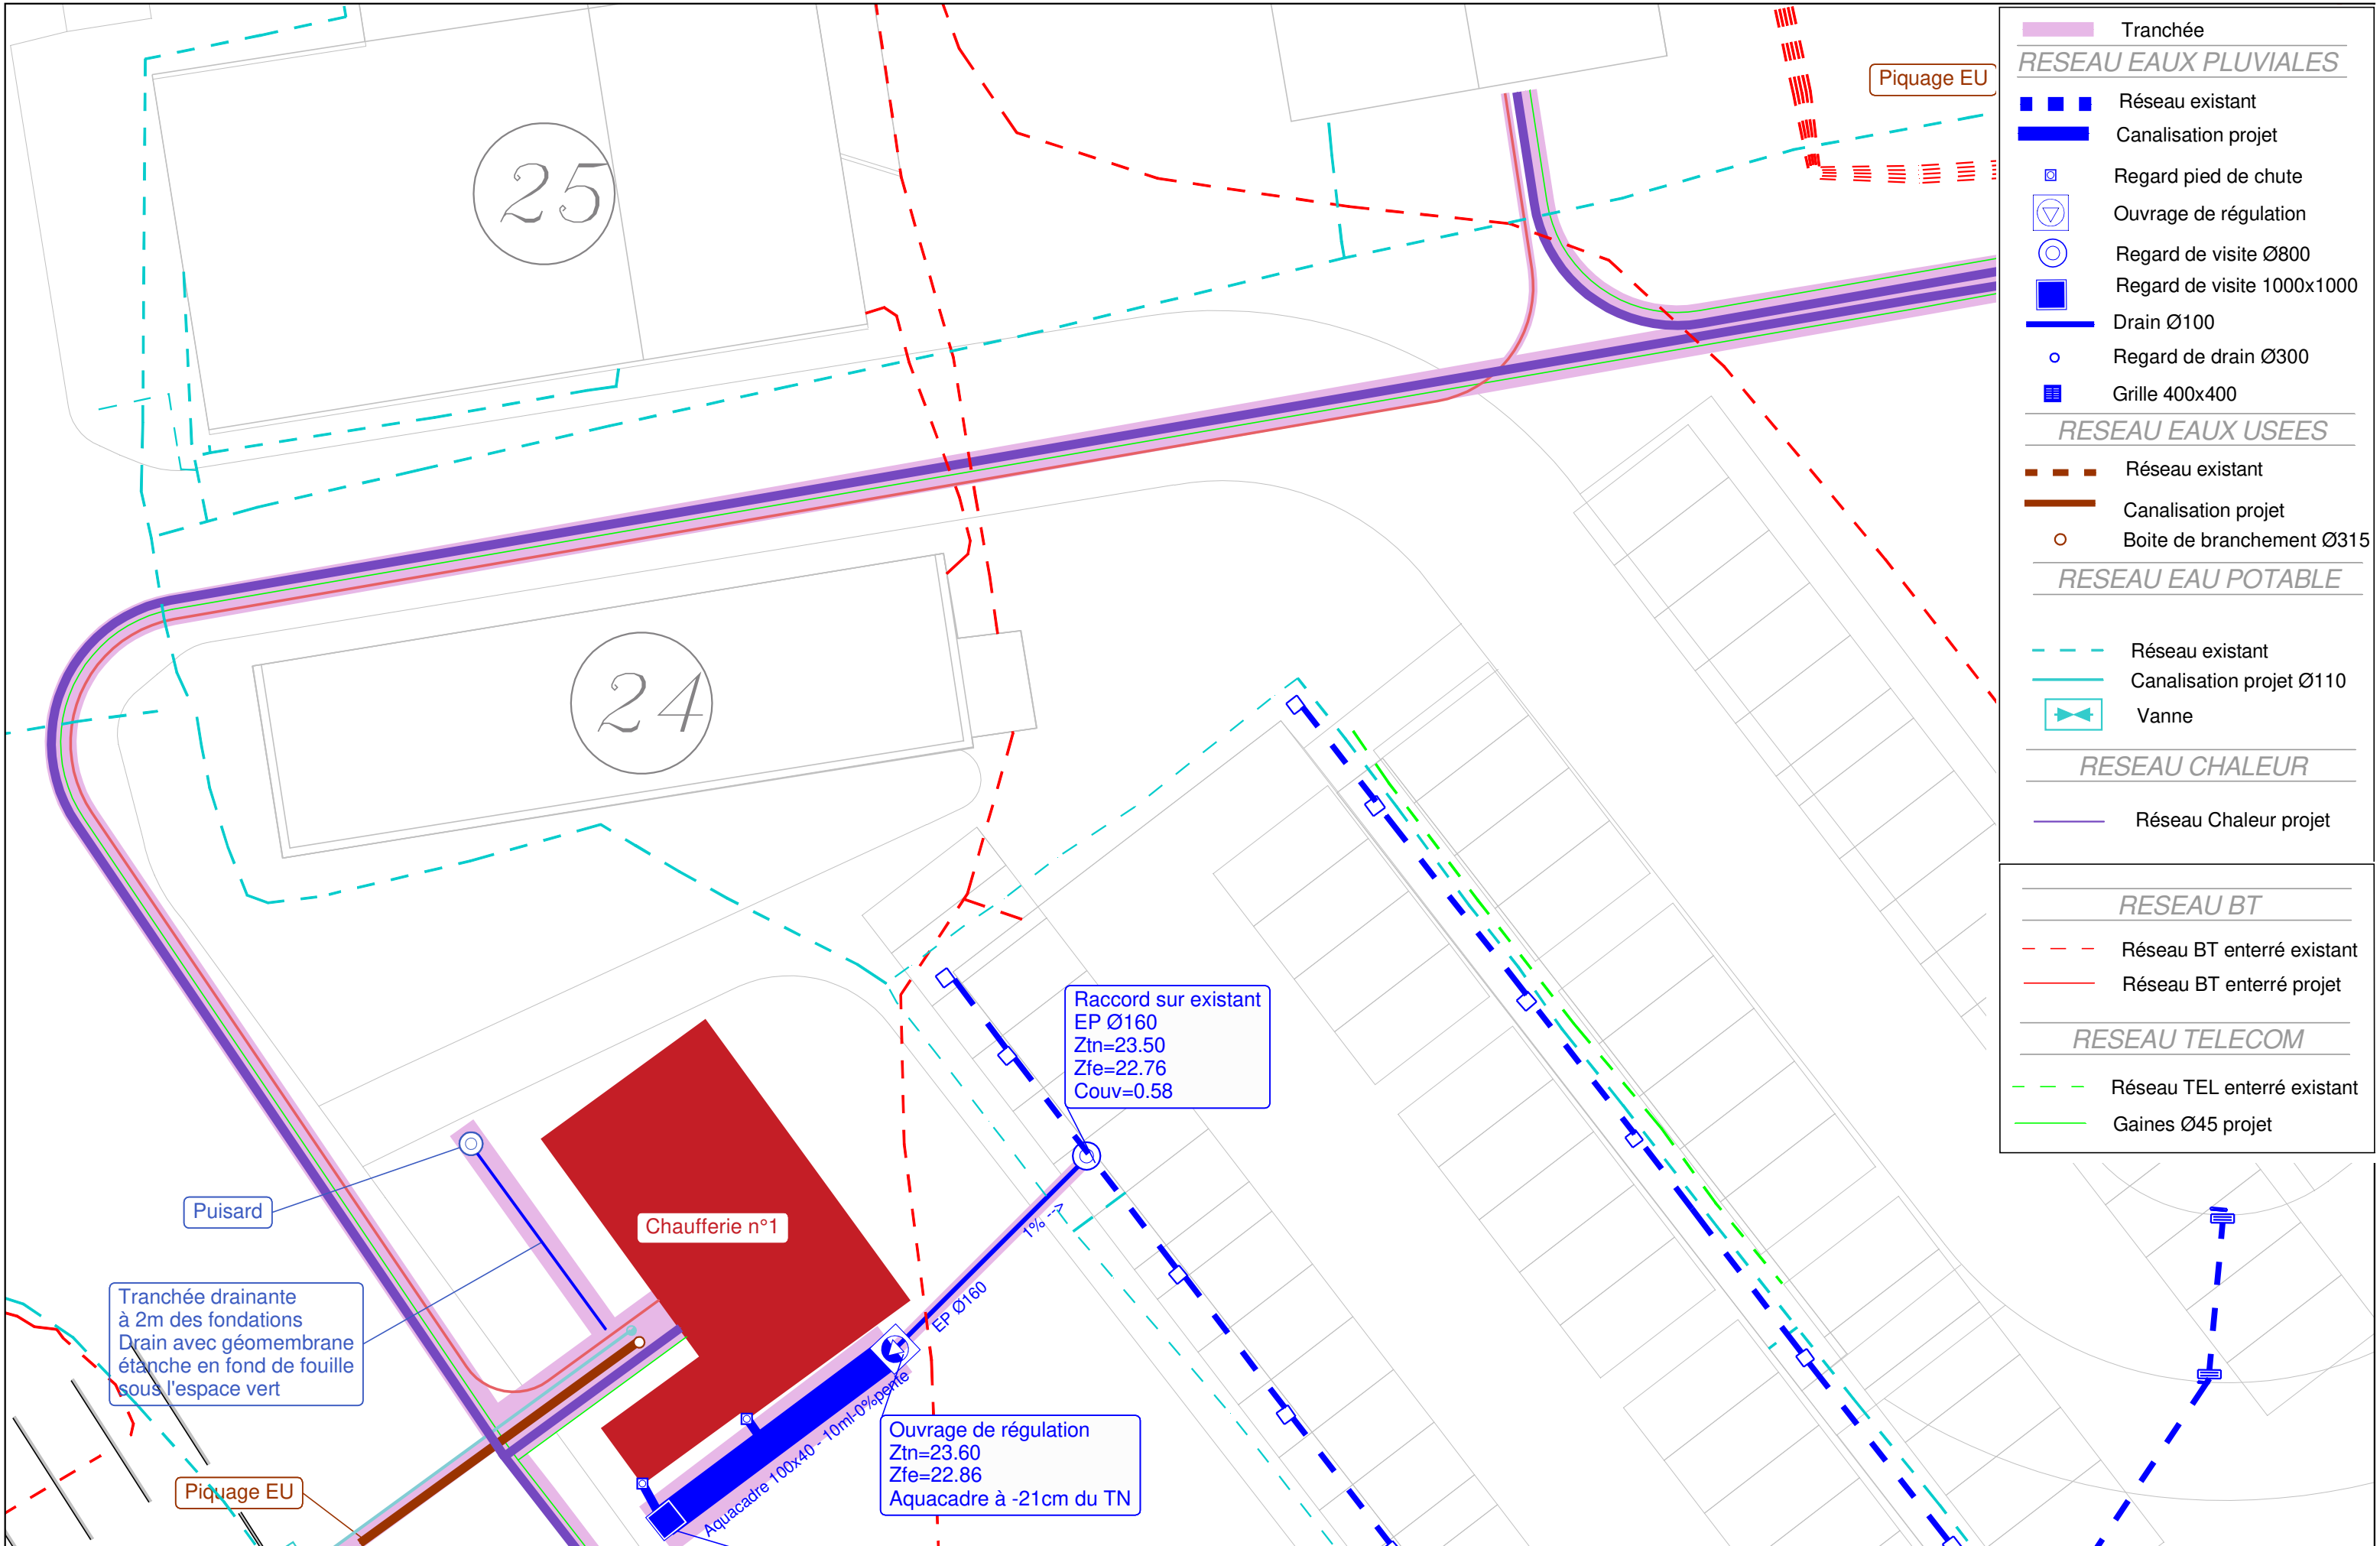 25
24
Piquage EU
Raccord sur existant
EP Ø160
Ztn=23.50
Zfe=22.76
Couv=0.58
Puisard
Chaufferie n°1
1% -->
EP Ø160
Tranchée drainante
à 2m des fondations
Drain avec géomembrane
étanche en fond de fouille
sous l'espace vert
Aquacadre 100x40 - 10ml-0%pente
Ouvrage de régulation
Ztn=23.60
Zfe=22.86
Aquacadre à -21cm du TN
Piquage EU
Tranchée
RESEAU EAUX PLUVIALES
Réseau existant
Canalisation projet
Regard pied de chute
Ouvrage de régulation
Regard de visite Ø800
Regard de visite 1000x1000
Drain Ø100
Regard de drain Ø300
Grille 400x400
RESEAU EAUX USEES
Réseau existant
Canalisation projet
Boite de branchement Ø315
RESEAU EAU POTABLE
Réseau existant
Canalisation projet Ø110
Vanne
RESEAU CHALEUR
Réseau Chaleur projet
RESEAU BT
Réseau BT enterré existant
Réseau BT enterré projet
RESEAU TELECOM
Réseau TEL enterré existant
Gaines Ø45 projet